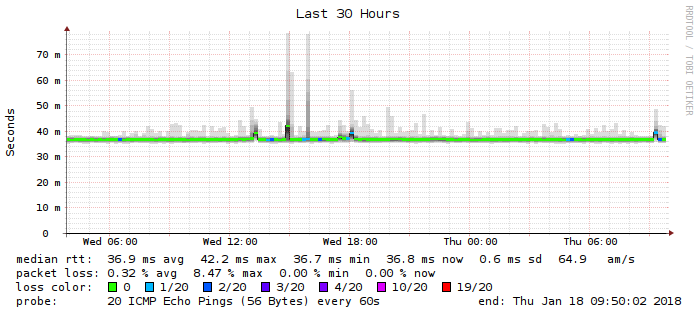 Last 30 Hours
RRDTOOL / TOBI OETIKER
Seconds
70 m
60 m
50 m
40 m
30 m
20 m
10 m
0
Wed 06:00 Wed 12:00 Wed 18:00 Thu 00:00 Thu 06:00
median rtt: 36.9 ms avg 42.2 ms max 36.7 ms min 36.8 ms now 0.6 ms sd 64.9 am/s
packet loss: 0.32 % avg 8.47 % max 0.00 % min 0.00 % now
loss color: 0 1/20 2/20 3/20 4/20 10/20 19/20
probe: 20 ICMP Echo Pings (56 Bytes) every 60s end: Thu Jan 18 09:50:02 2018